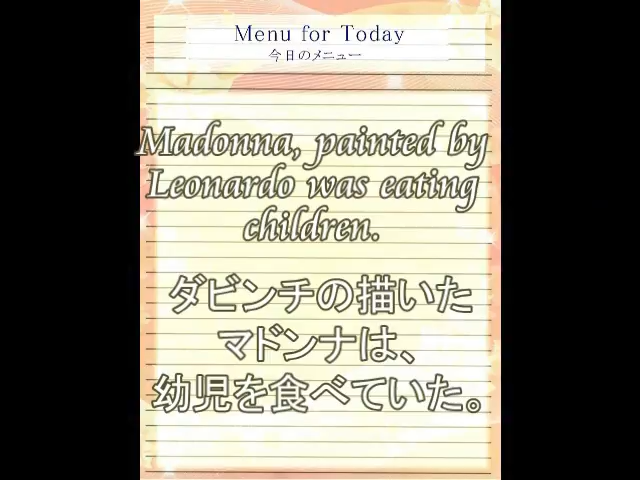 Menu for Today
今日のメニュー
Madonna, painted by
Leonardo was eating
children.
ダビンチの描いた
マドンナは、
幼児を食べていた。